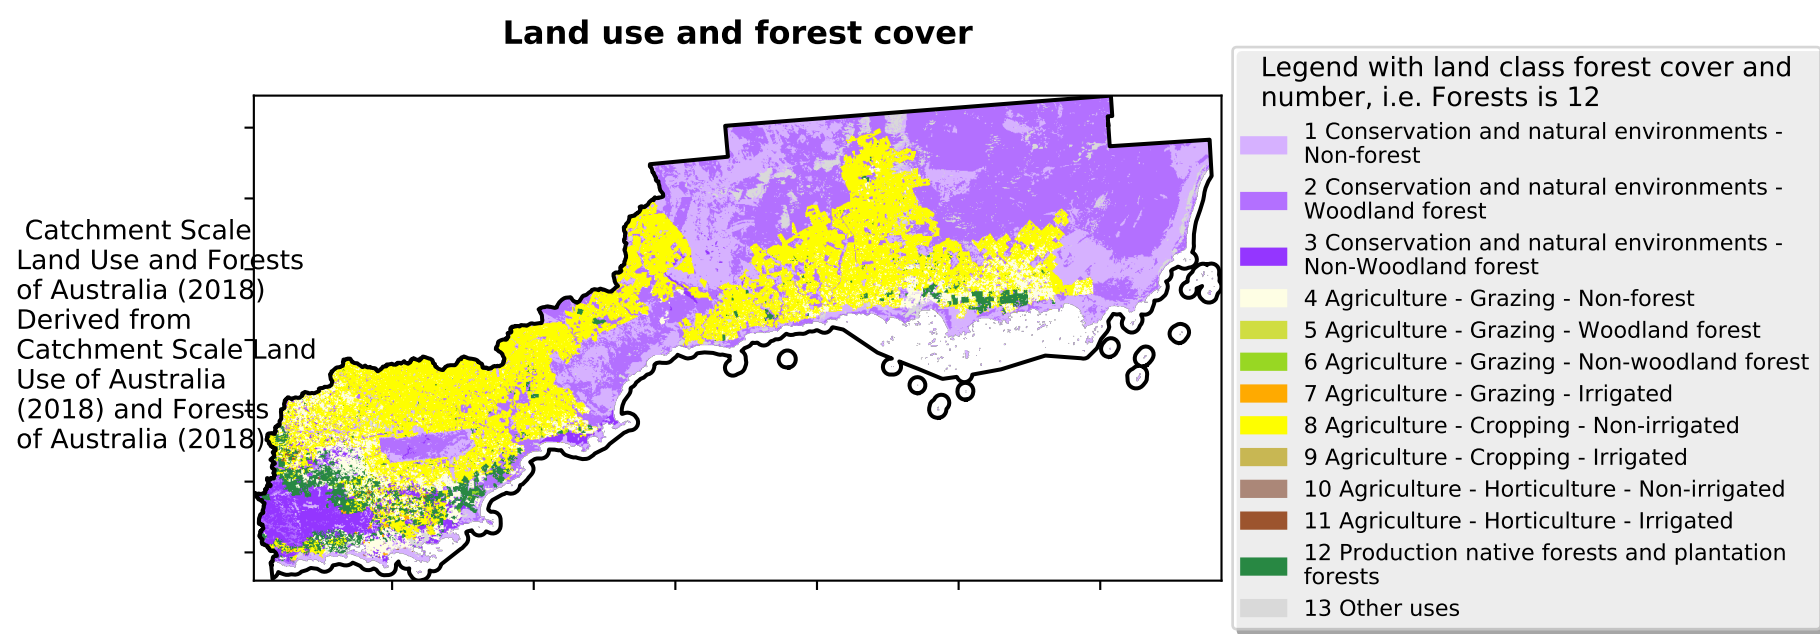 Land use and forest cover
Catchment Scale
Land Use and Forests
of Australia (2018)
Derived from
Catchment Scale Land
Use of Australia
(2018) and Forests
of Australia (2018)
Legend with land class forest cover and
number, i.e. Forests is 12
1 Conservation and natural environments -
Non-forest
2 Conservation and natural environments -
Woodland forest
3 Conservation and natural environments -
Non-Woodland forest
4 Agriculture - Grazing - Non-forest
5 Agriculture - Grazing - Woodland forest
6 Agriculture - Grazing - Non-woodland forest
7 Agriculture - Grazing - Irrigated
8 Agriculture - Cropping - Non-irrigated
9 Agriculture - Cropping - Irrigated
10 Agriculture - Horticulture - Non-irrigated
11 Agriculture - Horticulture - Irrigated
12 Production native forests and plantation
forests
13 Other uses